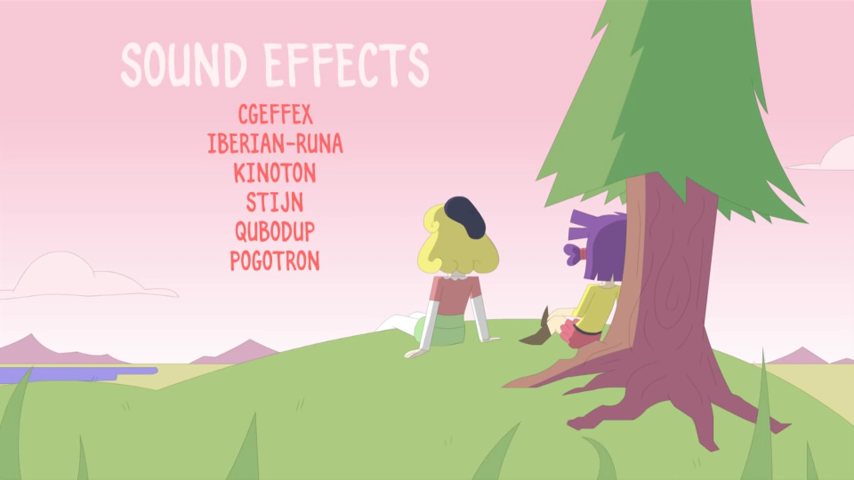 SOUND EFFECTS
CGEFFEX
IBERIAN-RUNA
KINOTON
STIJN
QUBODUP
POGOTRON